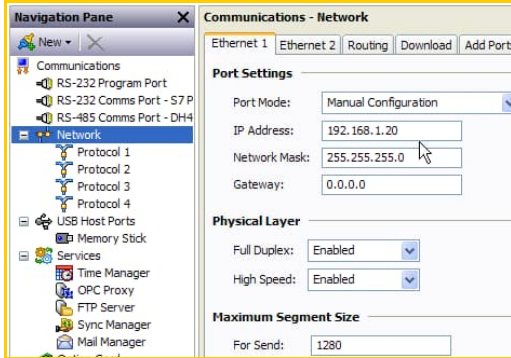 Navigation Pane X
New
Communications
RS-232 Program Port
RS-232 Comms Port - S7 P
RS-485 Comms Port - DH4
Network
Protocol 1
Protocol 2
Protocol 3
Protocol 4
USB Host Ports
Memory Stick
Services
Time Manager
OPC Proxy
FTP Server
Sync Manager
Mail Manager
Communications - Network
Ethernet 1 Ethernet 2 Routing Download Add Ports
Port Settings
Port Mode: Manual Configuration
IP Address: 192.168.1.20
Network Mask: 255.255.255.0
Gateway: 0.0.0.0
Physical Layer
Full Duplex: Enabled
High Speed: Enabled
Maximum Segment Size
For Send: 1280